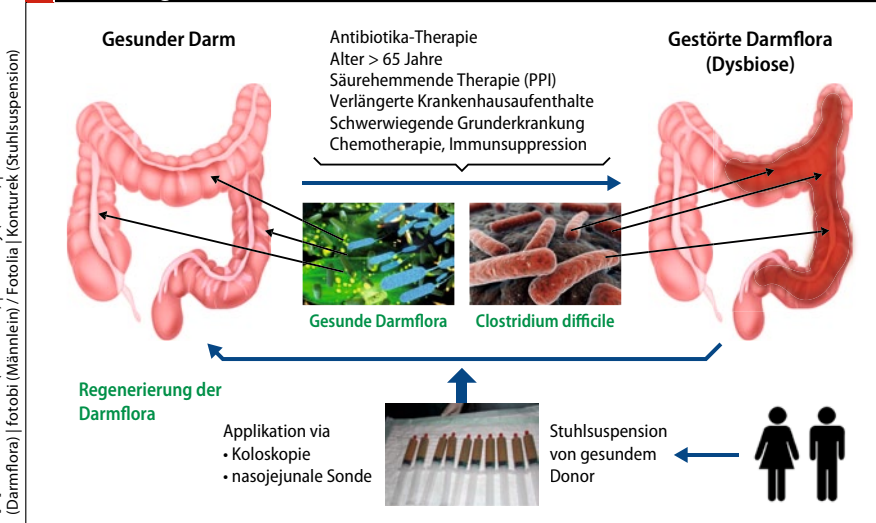 Gesunder Darm
Antibiotika-Therapie
Alter > 65 Jahre
Säurehemmende Therapie (PPI)
Verlängerte Krankenhausaufenthalte
Schwerwiegende Grunderkrankung
Chemotherapie, Immunsuppression
Gestörte Darmflora
(Dysbiose)
Gesunde Darmflora
Clostridium difficile
Regenerierung der
Darmflora
Applikation via
• Koloskopie
• nasojejunale Sonde
Stuhlsuspension
von gesundem
Donor
(Darmflora) | fotobi (Männlein) / Fotolia | Konturek (Stuhlsuspension)